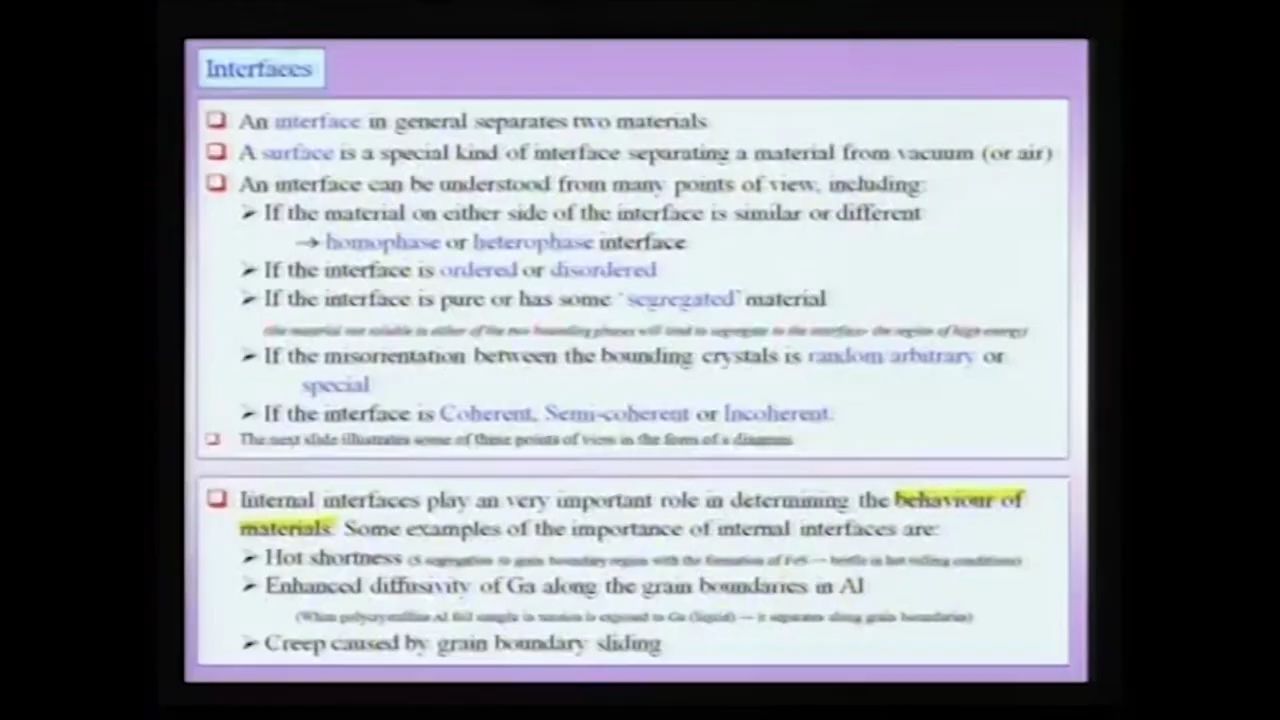 Interfaces
An interface in general separates two materials
A surface is a special kind of interface separating a material from vacuum (or air)
An interface can be understood from many points of view, including:
If the material on either side of the interface is similar or different
→ homophase or heterophase interface
If the interface is ordered or disordered
If the interface is pure or has some 'segregated' material
(the material not soluble in either of the two bounding phases will tend to segregate to the interface- the region of high energy)
If the misorientation between the bounding crystals is random arbitrary or
special
If the interface is Coherent, Semi-coherent or Incoherent.
The next slide illustrates some of these points of view in the form of a diagram
Internal interfaces play an very important role in determining the behaviour of
materials. Some examples of the importance of internal interfaces are:
Hot shortness (S segregation to grain boundary region with the formation of FeS — brittle in hot rolling conditions)
Enhanced diffusivity of Ga along the grain boundaries in Al
(When polycrystalline Al foil sample in tension is exposed to Ga (liquid) — it separates along grain boundaries)
Creep caused by grain boundary sliding